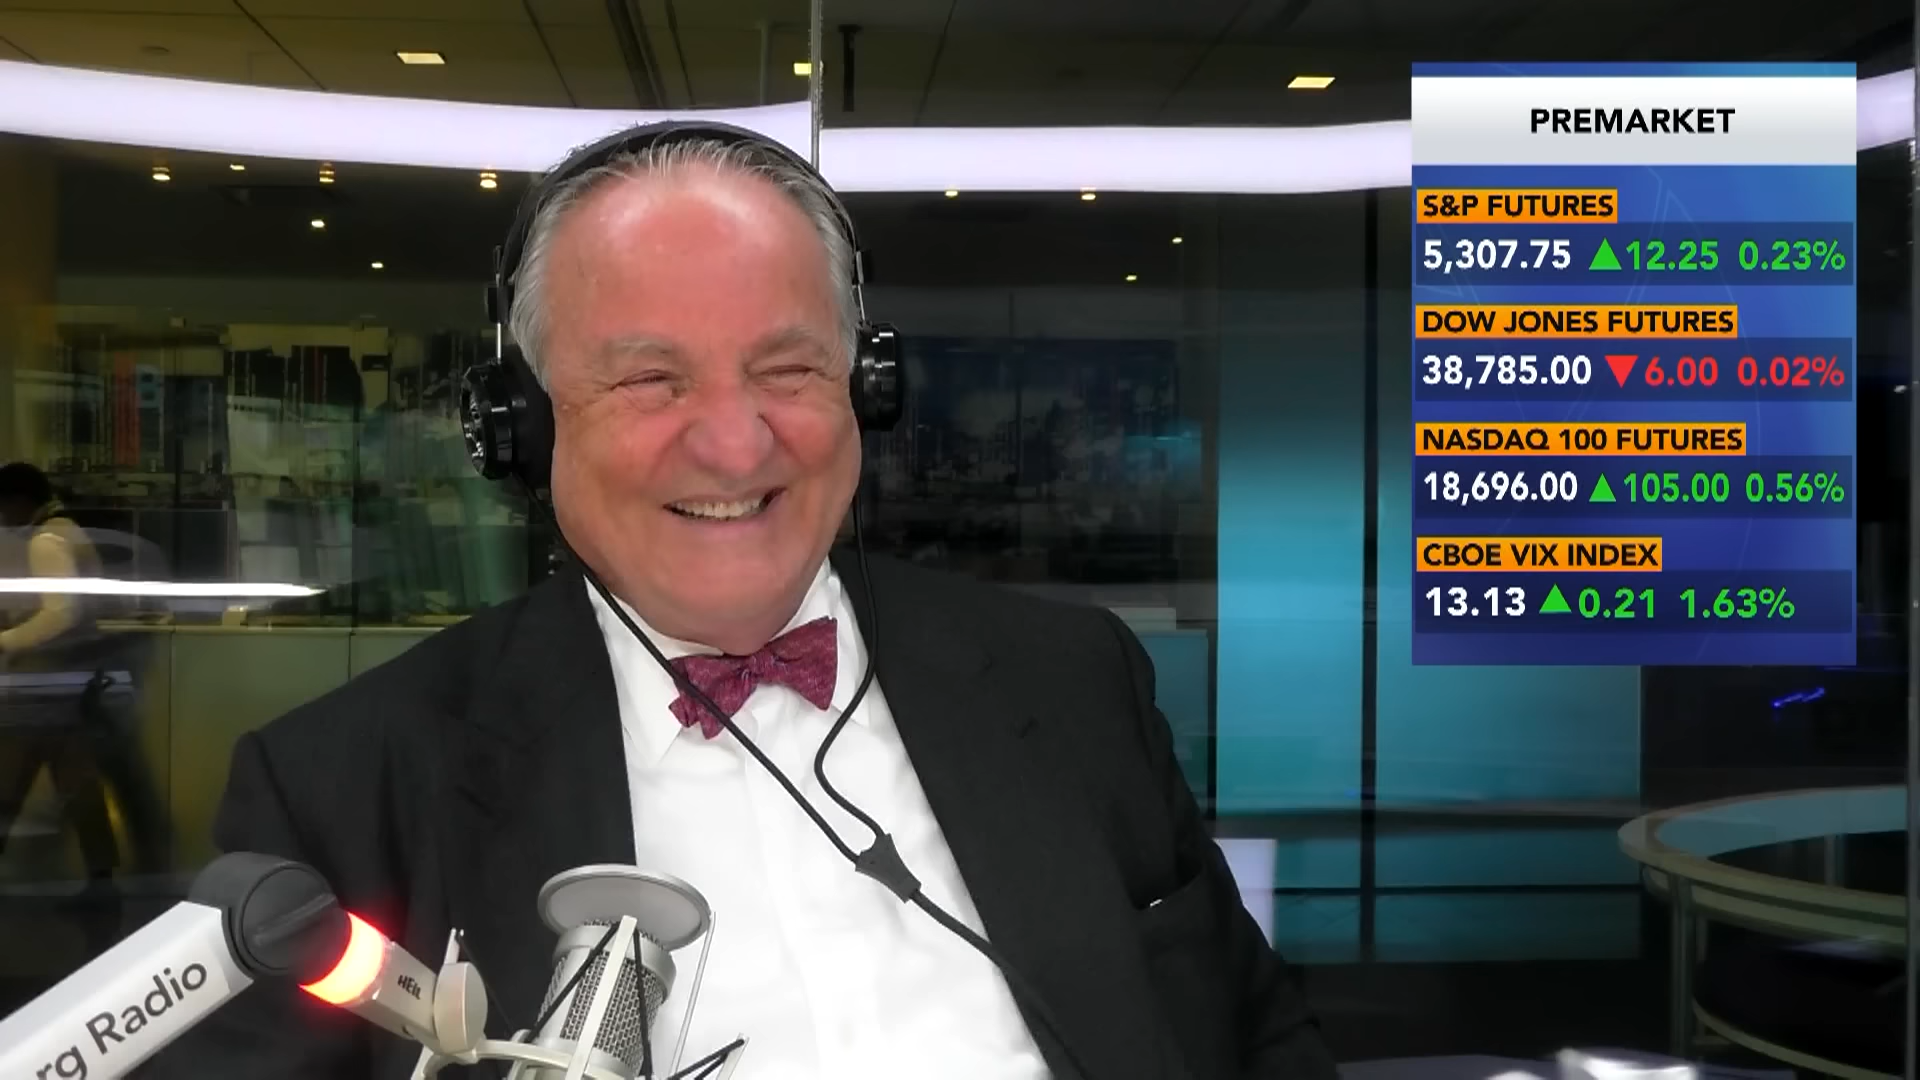 PREMARKET
S&P FUTURES
5,307.75 ▲12.25 0.23%
DOW JONES FUTURES
38,785.00 ▼6.00 0.02%
NASDAQ 100 FUTURES
18,696.00 ▲105.00 0.56%
CBOE VIX INDEX
13.13 ▲0.21 1.63%
rg Radio
HEIL